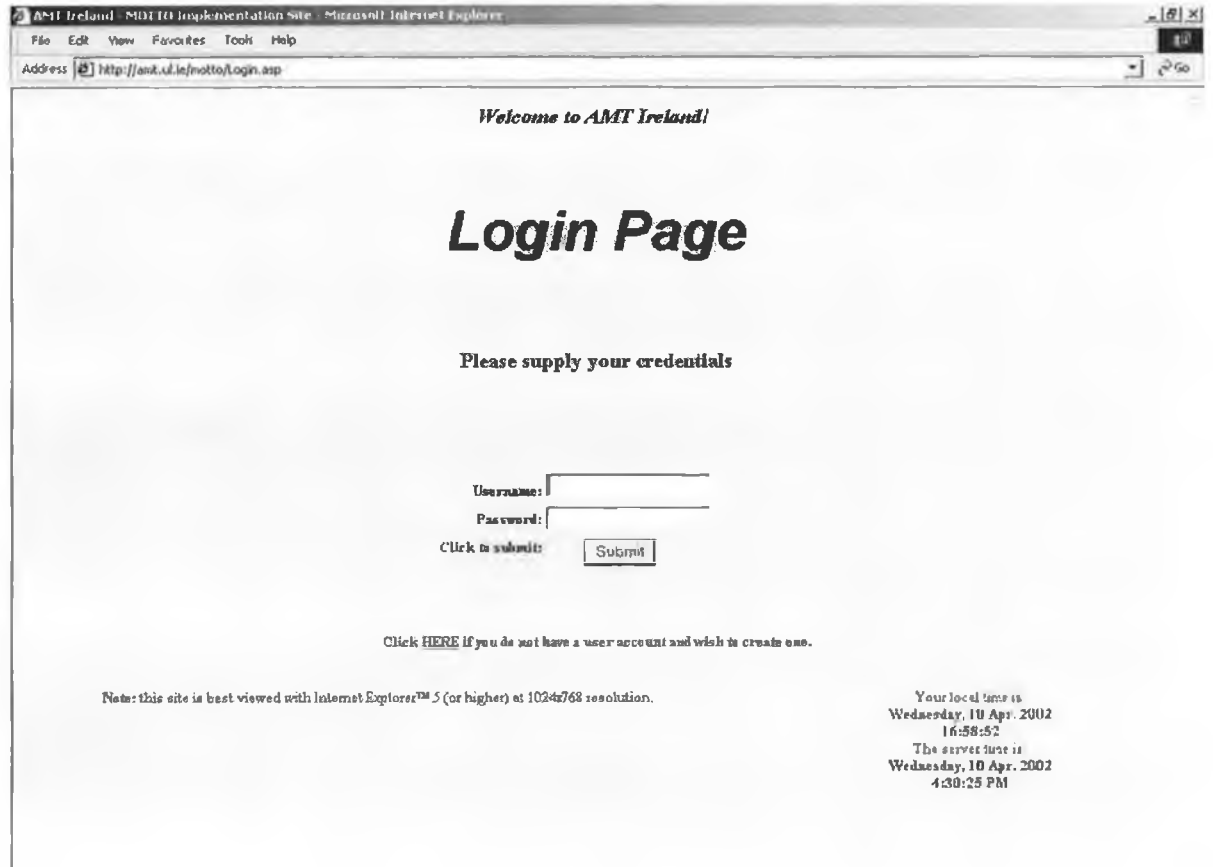 AMT Ireland - MOTTO Implementation Site - Microsoft Internet Explorer
File Edit View Favorites Tools Help
Address http://amt.ul.ie/motto/Login.asp Go
Welcome to AMT Ireland!
Login Page
Please supply your credentials
Username:
Password:
Click to submit: Submit
Click HERE if you do not have a user account and wish to create one.
Note: this site is best viewed with Internet Explorer™ 5 (or higher) at 1024x768 resolution.
Your local time is
Wednesday, 10 Apr. 2002
16:58:52
The server time is
Wednesday, 10 Apr. 2002
4:30:25 PM